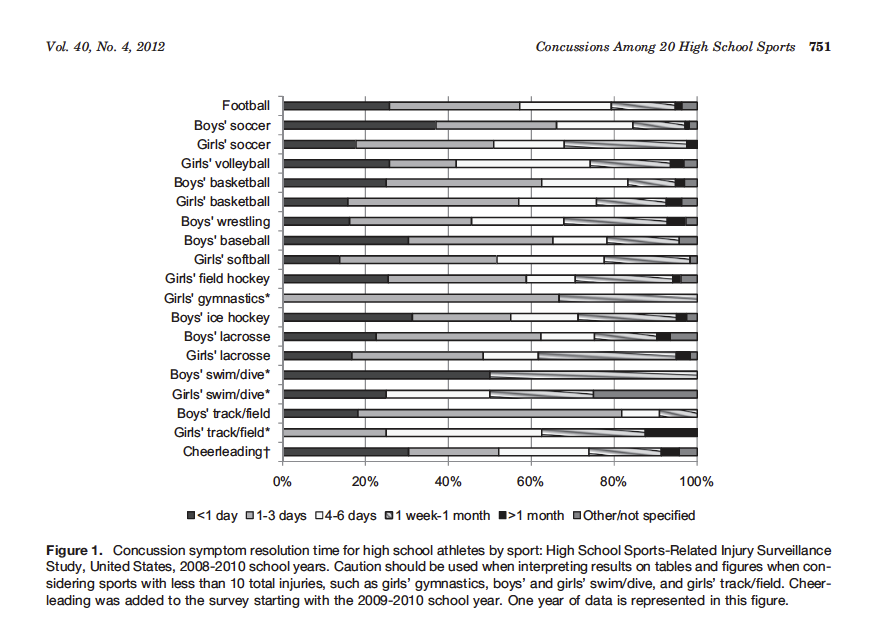 Vol. 40, No. 4, 2012
Concussions Among 20 High School Sports 751
Football
Boys' soccer
Girls' soccer
Girls' volleyball
Boys' basketball
Girls' basketball
Boys' wrestling
Boys' baseball
Girls' softball
Girls' field hockey
Girls' gymnastics*
Boys' ice hockey
Boys' lacrosse
Girls' lacrosse
Boys' swim/dive*
Girls' swim/dive*
Boys' track/field
Girls' track/field*
Cheerleading†
0% 20% 40% 60% 80% 100%
<1 day 1-3 days 4-6 days 1 week-1 month >1 month Other/not specified
Figure 1. Concussion symptom resolution time for high school athletes by sport: High School Sports-Related Injury Surveillance
Study, United States, 2008-2010 school years. Caution should be used when interpreting results on tables and figures when con-
sidering sports with less than 10 total injuries, such as girls' gymnastics, boys' and girls' swim/dive, and girls' track/field. Cheer-
leading was added to the survey starting with the 2009-2010 school year. One year of data is represented in this figure.